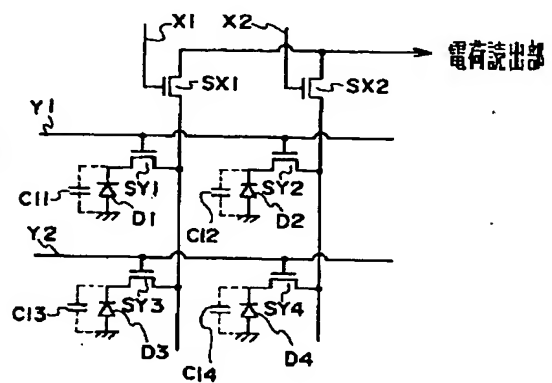 X1
X2
電荷読出部
SX1
SX2
Y1
SY1
SY2
C11
D1
C12
D2
Y2
SY3
SY4
C13
D3
C14
D4